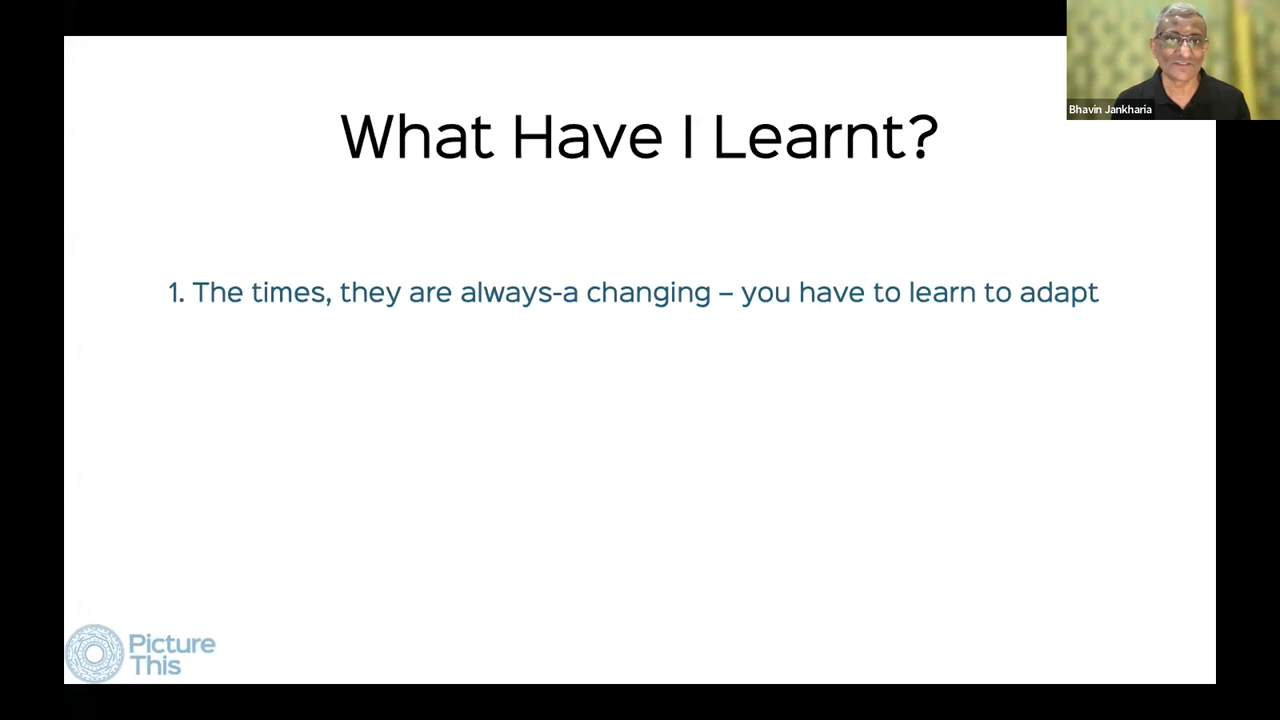 What Have I Learnt?
1. The times, they are always-a changing – you have to learn to adapt
Bhavin Jankharia
Picture
This